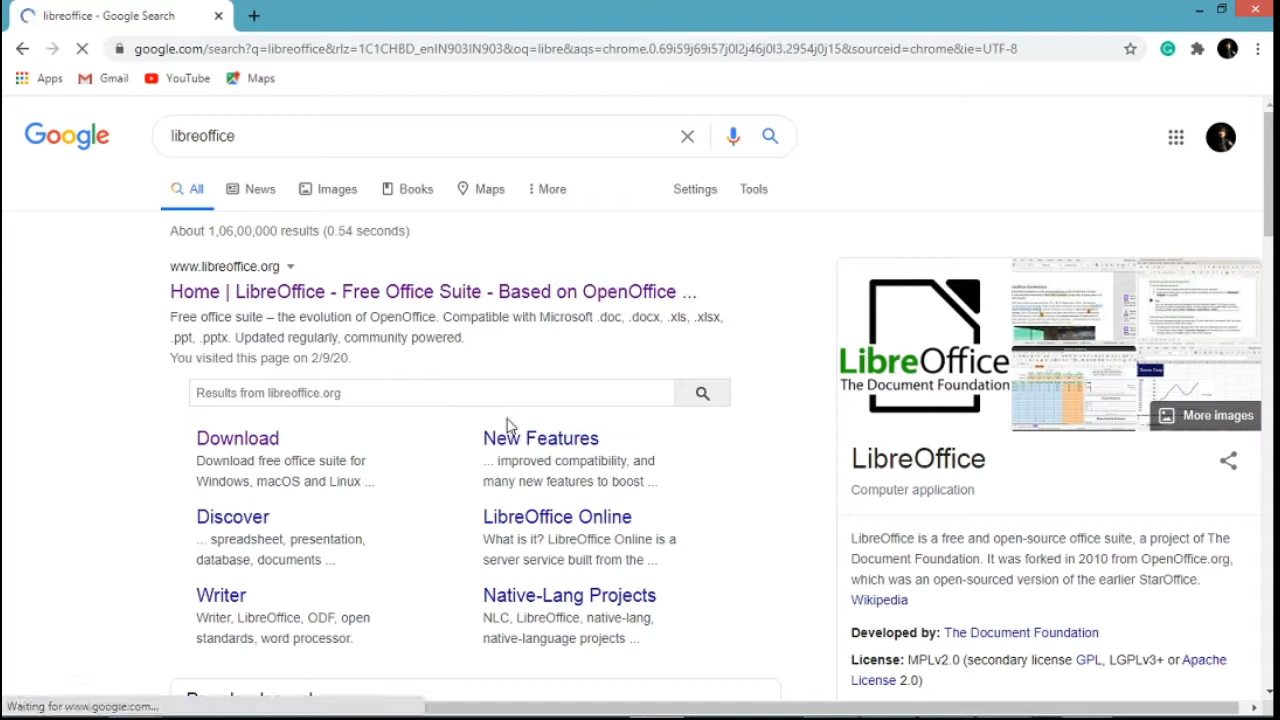 libreoffice - Google Search
google.com/search?q=libreoffice&rlz=1C1CHBD_enIN903IN903&oq=libre&aqs=chrome.0.69i59j69i57j0l2j46j0l3.2954j0j15&sourceid=chrome&ie=UTF-8
Apps Gmail YouTube Maps
Google
libreoffice
All News Images Books Maps More Settings Tools
About 1,06,00,000 results (0.54 seconds)
www.libreoffice.org
Home | LibreOffice - Free Office Suite - Based on OpenOffice ...
Free office suite – the evolution of OpenOffice. Compatible with Microsoft .doc, .docx, .xls, .xlsx,
.ppt, .pptx. Updated regularly, community powered.
You visited this page on 2/9/20.
Results from libreoffice.org
Download
Download free office suite for
Windows, macOS and Linux ...
New Features
... improved compatibility, and
many new features to boost ...
Discover
... spreadsheet, presentation,
database, documents ...
LibreOffice Online
What is it? LibreOffice Online is a
server service built from the ...
Writer
Writer, LibreOffice, ODF, open
standards, word processor.
Native-Lang Projects
NLC, LibreOffice, native-lang,
native-language projects ...
LibreOffice
The Document Foundation
More images
LibreOffice
Computer application
LibreOffice is a free and open-source office suite, a project of The
Document Foundation. It was forked in 2010 from OpenOffice.org,
which was an open-sourced version of the earlier StarOffice.
Wikipedia
Developed by: The Document Foundation
License: MPLv2.0 (secondary license GPL, LGPLv3+ or Apache
License 2.0)
Waiting for www.google.com...